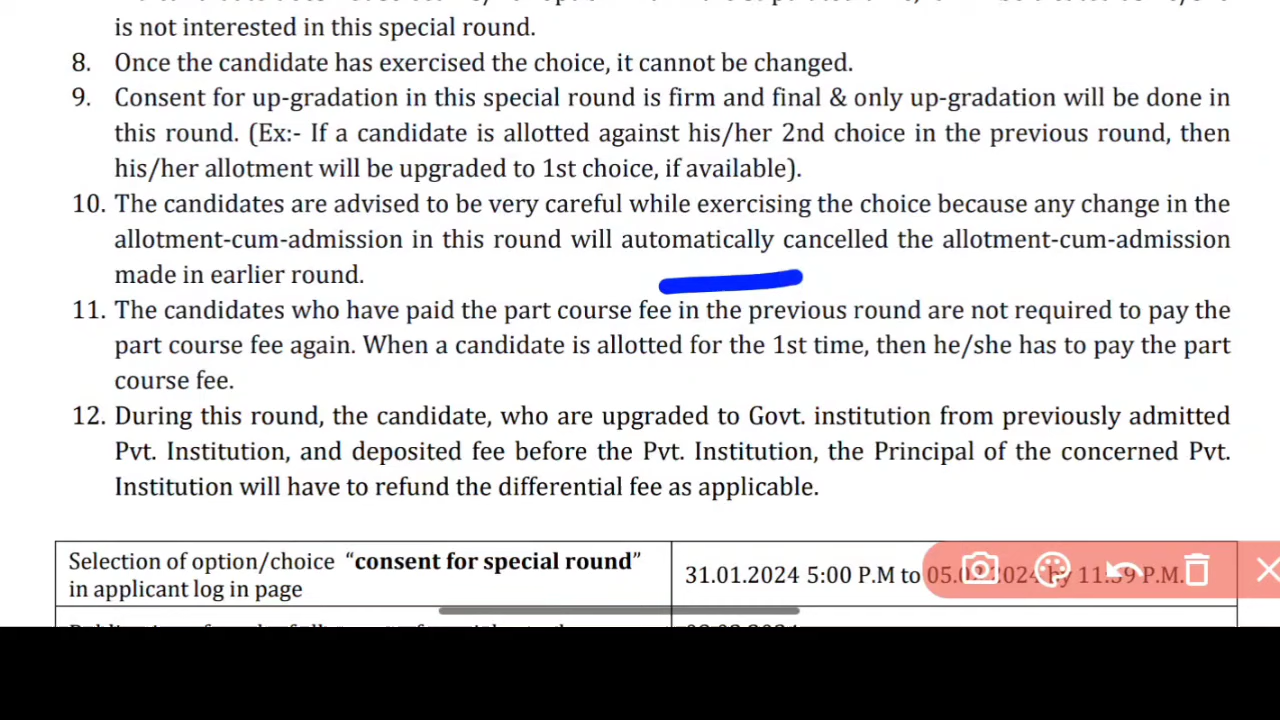 is not interested in this special round.
8. Once the candidate has exercised the choice, it cannot be changed.
9. Consent for up-gradation in this special round is firm and final & only up-gradation will be done in
this round. (Ex:- If a candidate is allotted against his/her 2nd choice in the previous round, then
his/her allotment will be upgraded to 1st choice, if available).
10. The candidates are advised to be very careful while exercising the choice because any change in the
allotment-cum-admission in this round will automatically cancelled the allotment-cum-admission
made in earlier round.
11. The candidates who have paid the part course fee in the previous round are not required to pay the
part course fee again. When a candidate is allotted for the 1st time, then he/she has to pay the part
course fee.
12. During this round, the candidate, who are upgraded to Govt. institution from previously admitted
Pvt. Institution, and deposited fee before the Pvt. Institution, the Principal of the concerned Pvt.
Institution will have to refund the differential fee as applicable.
Selection of option/choice “consent for special round”
in applicant log in page
31.01.2024 5:00 P.M to 05.02.2024 by 11:59 P.M.